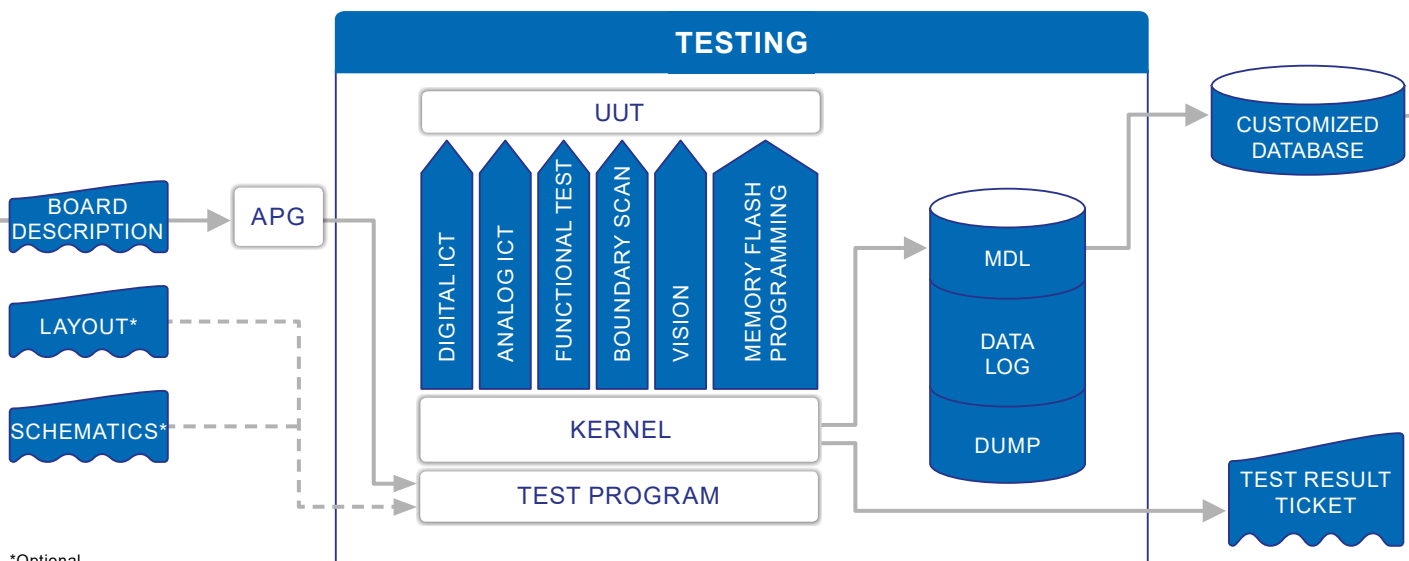 TESTING
UUT
CUSTOMIZED
DATABASE
BOARD
DESCRIPTION
APG
DIGITAL ICT
ANALOG ICT
FUNCTIONAL TEST
BOUNDARY SCAN
VISION
MEMORY FLASH
PROGRAMMING
MDL
LAYOUT*
DATA
LOG
SCHEMATICS*
KERNEL
DUMP
TEST PROGRAM
TEST RESULT
TICKET
*Optional